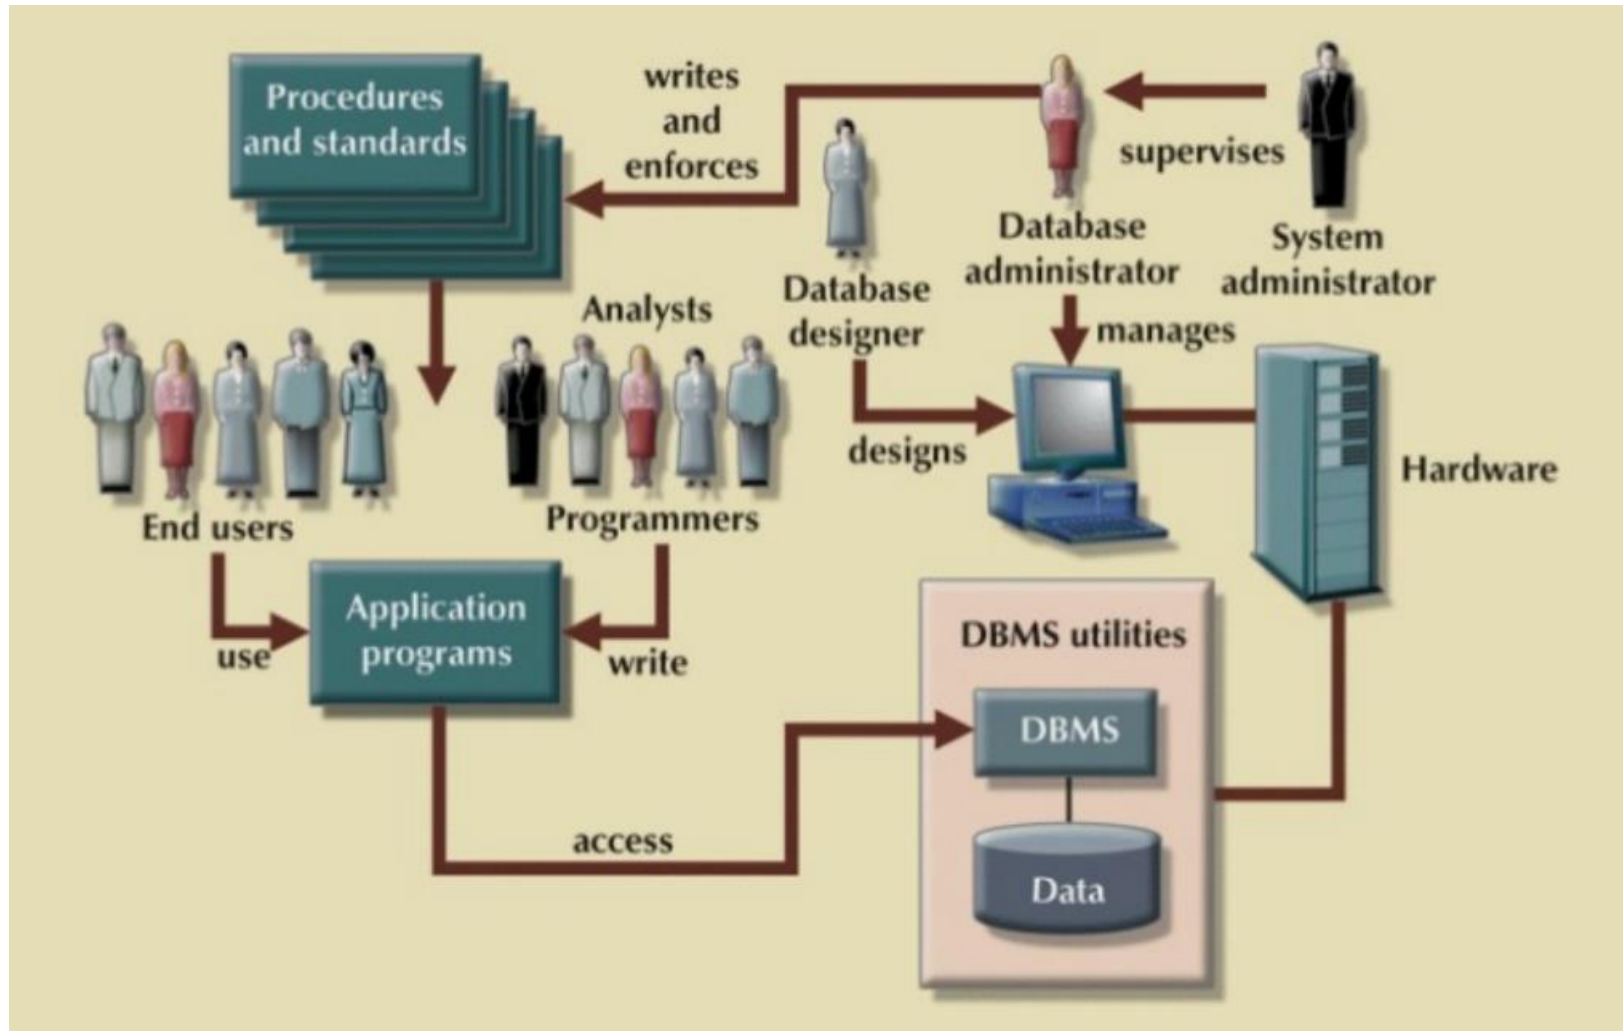 Procedures
and standards
writes
and
enforces
supervises
Database
administrator
System
administrator
Database
designer
manages
Analysts
designs
Hardware
End users
Programmers
Application
programs
use
write
DBMS utilities
DBMS
access
Data